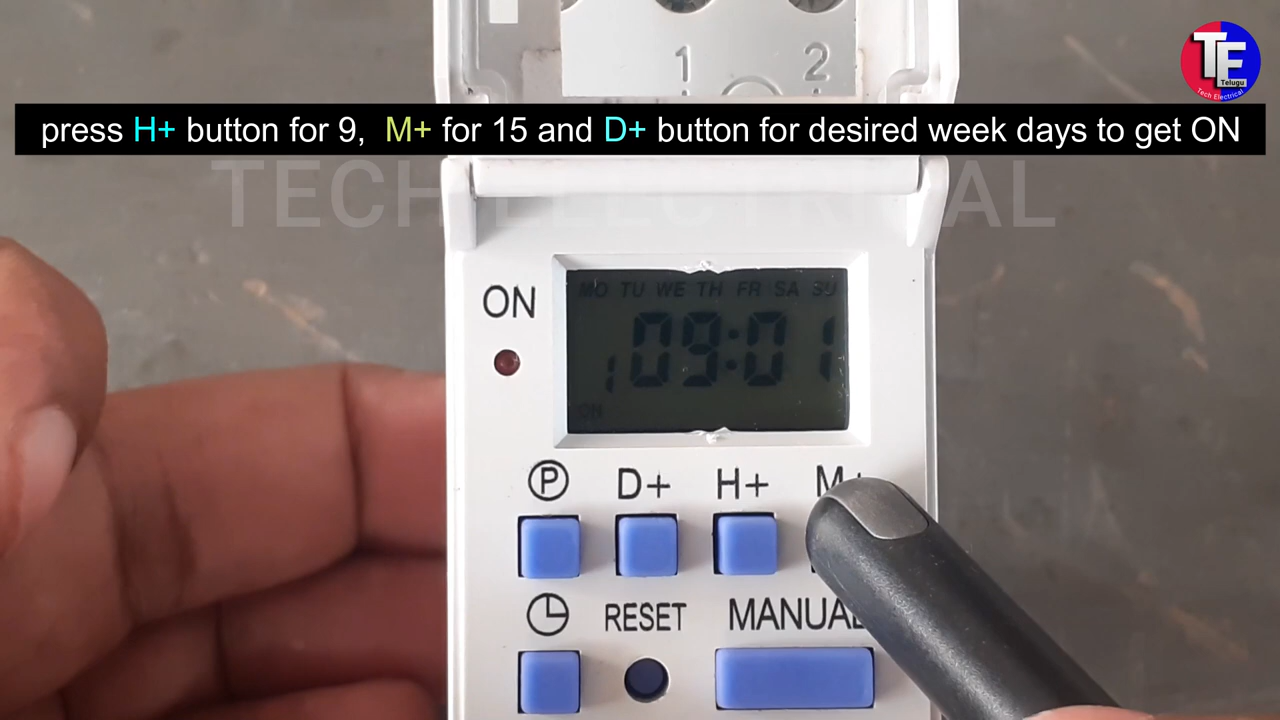 1 2
TE
Telugu
Tech Electrical
press H+ button for 9, M+ for 15 and D+ button for desired week days to get ON
TECH ELECTRICAL
ON
MO TU WE TH FR SA SU
1 09:01
ON
P D+ H+ M+
RESET MANUAL